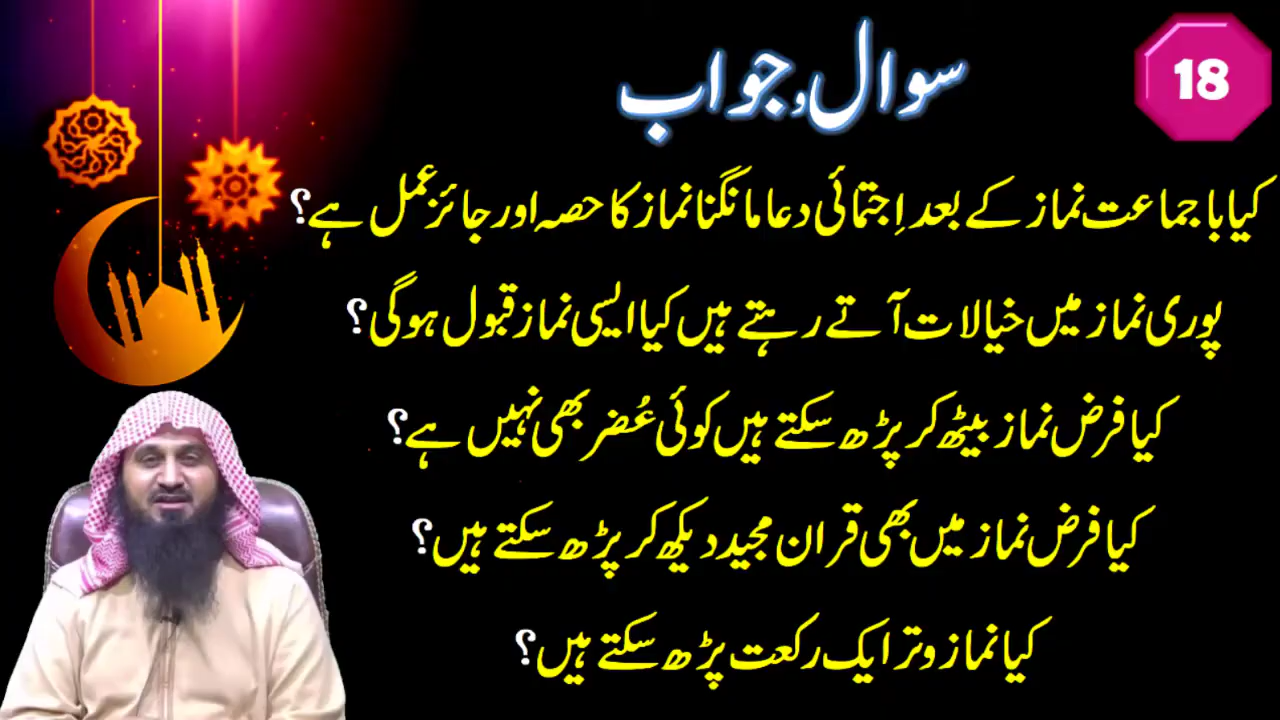 18
سوال و جواب
کیا باجماعت نماز کے بعد اِجتمائی دعا مانگنا نماز کا حصہ اور جائز عمل ہے؟
پوری نماز میں خیالات آتے رہتے ہیں کیا ایسی نماز قبول ہوگی؟
کیا فرض نماز بیٹھ کر پڑھ سکتے ہیں کوئی عُضر بھی نہیں ہے؟
کیا فرض نماز میں بھی قران مجید دیکھ کر پڑھ سکتے ہیں؟
کیا نماز وتر ایک رکعت پڑھ سکتے ہیں؟